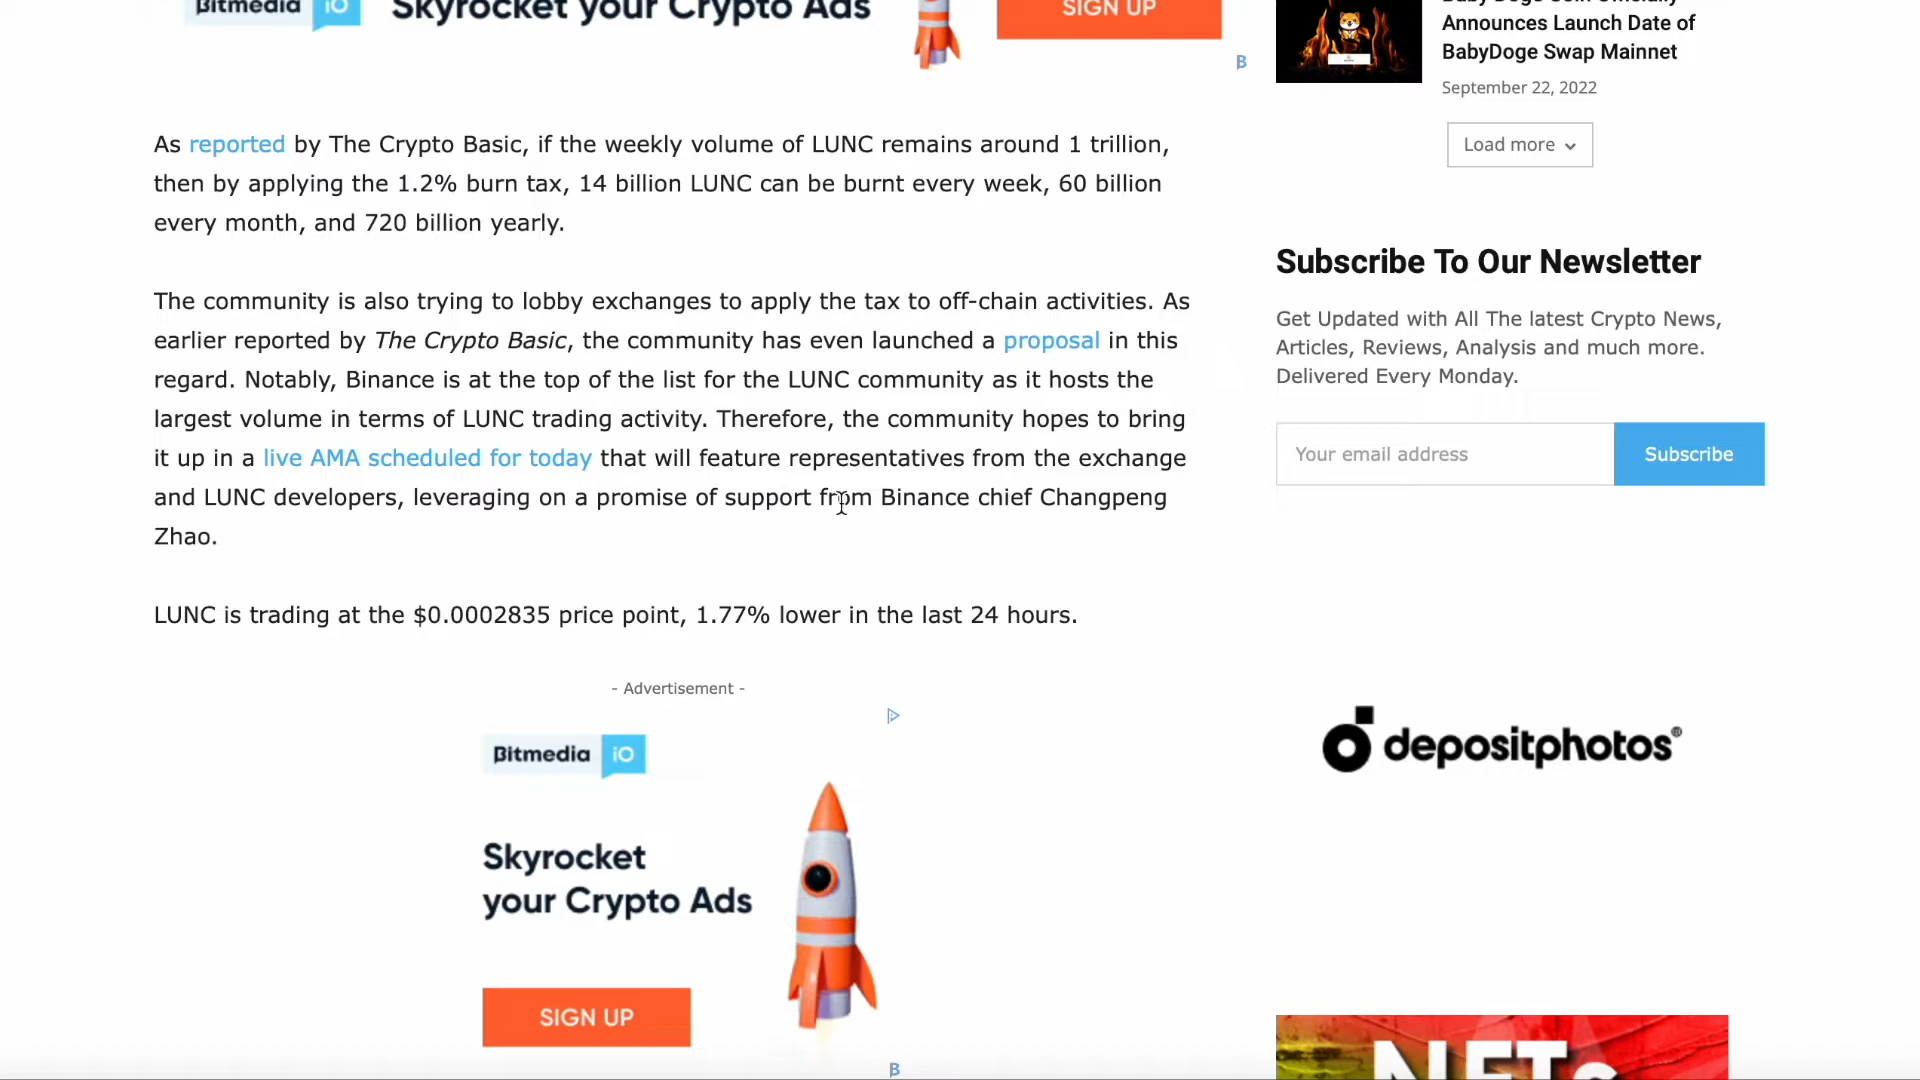 Bitmedia iO
Skyrocket your Crypto Ads
SIGN UP
As reported by The Crypto Basic, if the weekly volume of LUNC remains around 1 trillion,
then by applying the 1.2% burn tax, 14 billion LUNC can be burnt every week, 60 billion
every month, and 720 billion yearly.
The community is also trying to lobby exchanges to apply the tax to off-chain activities. As
earlier reported by The Crypto Basic, the community has even launched a proposal in this
regard. Notably, Binance is at the top of the list for the LUNC community as it hosts the
largest volume in terms of LUNC trading activity. Therefore, the community hopes to bring
it up in a live AMA scheduled for today that will feature representatives from the exchange
and LUNC developers, leveraging on a promise of support from Binance chief Changpeng
Zhao.
LUNC is trading at the $0.0002835 price point, 1.77% lower in the last 24 hours.
- Advertisement -
Bitmedia iO
Skyrocket
your Crypto Ads
SIGN UP
Baby Doge Coin Officially
Announces Launch Date of
BabyDoge Swap Mainnet
September 22, 2022
Load more
Subscribe To Our Newsletter
Get Updated with All The latest Crypto News,
Articles, Reviews, Analysis and much more.
Delivered Every Monday.
Your email address
Subscribe
depositphotos®
NFTs